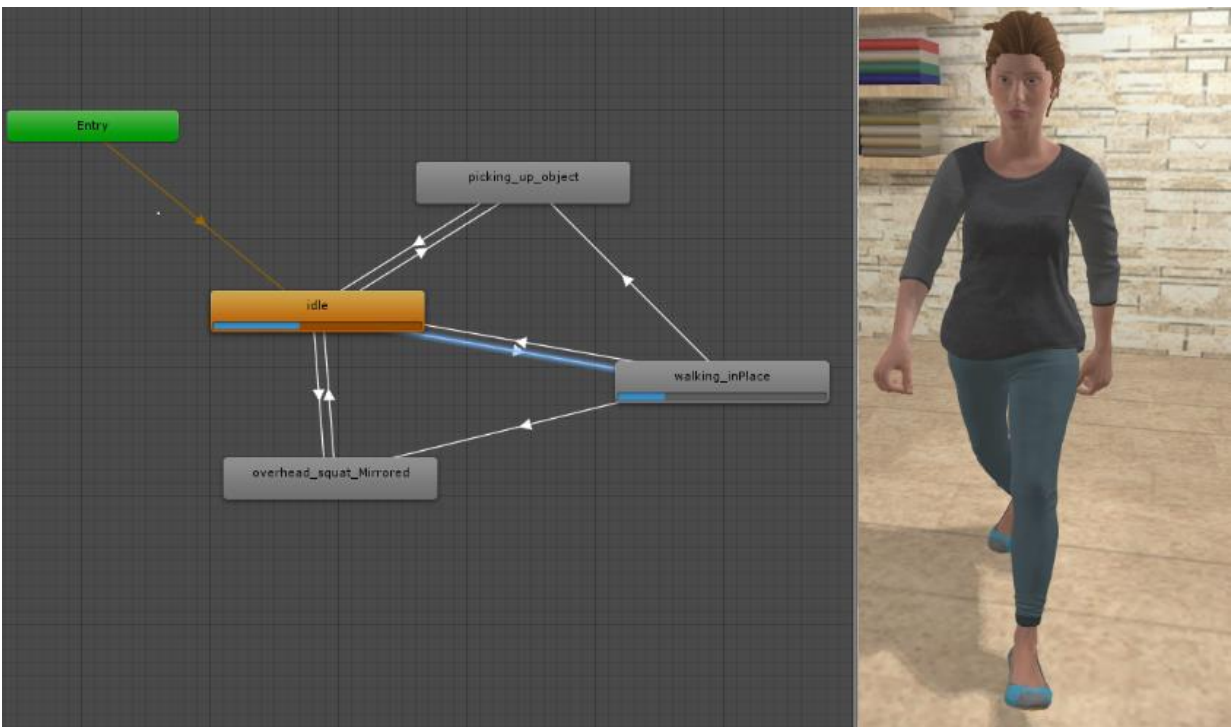 Entry
picking_up_object
idle
walking_inPlace
overhead_squat_Mirrored